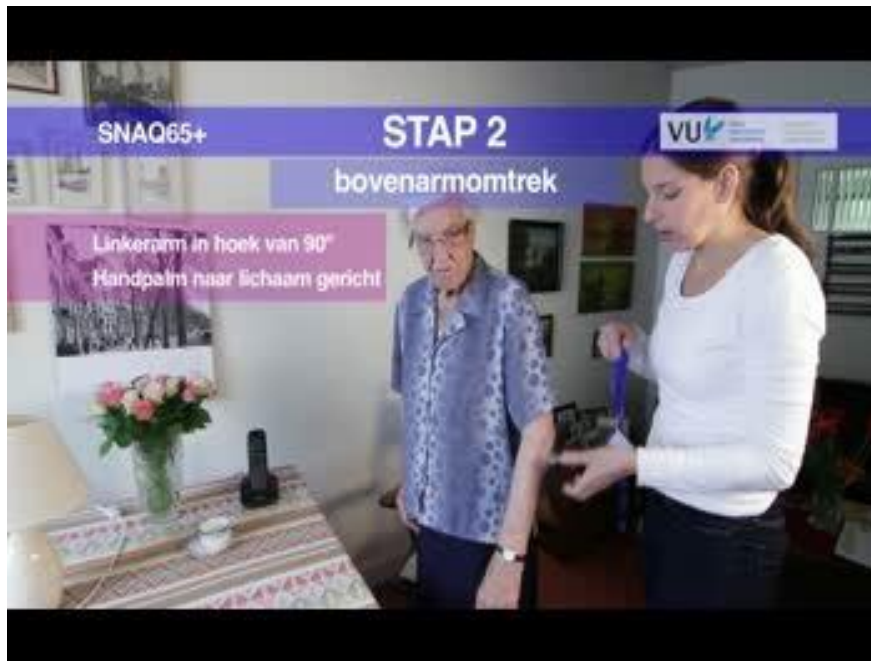 SNAQ65+
STAP 2
VU
bovenarmomtrek
Linkerarm in hoek van 90°
Handpalm naar lichaam gericht